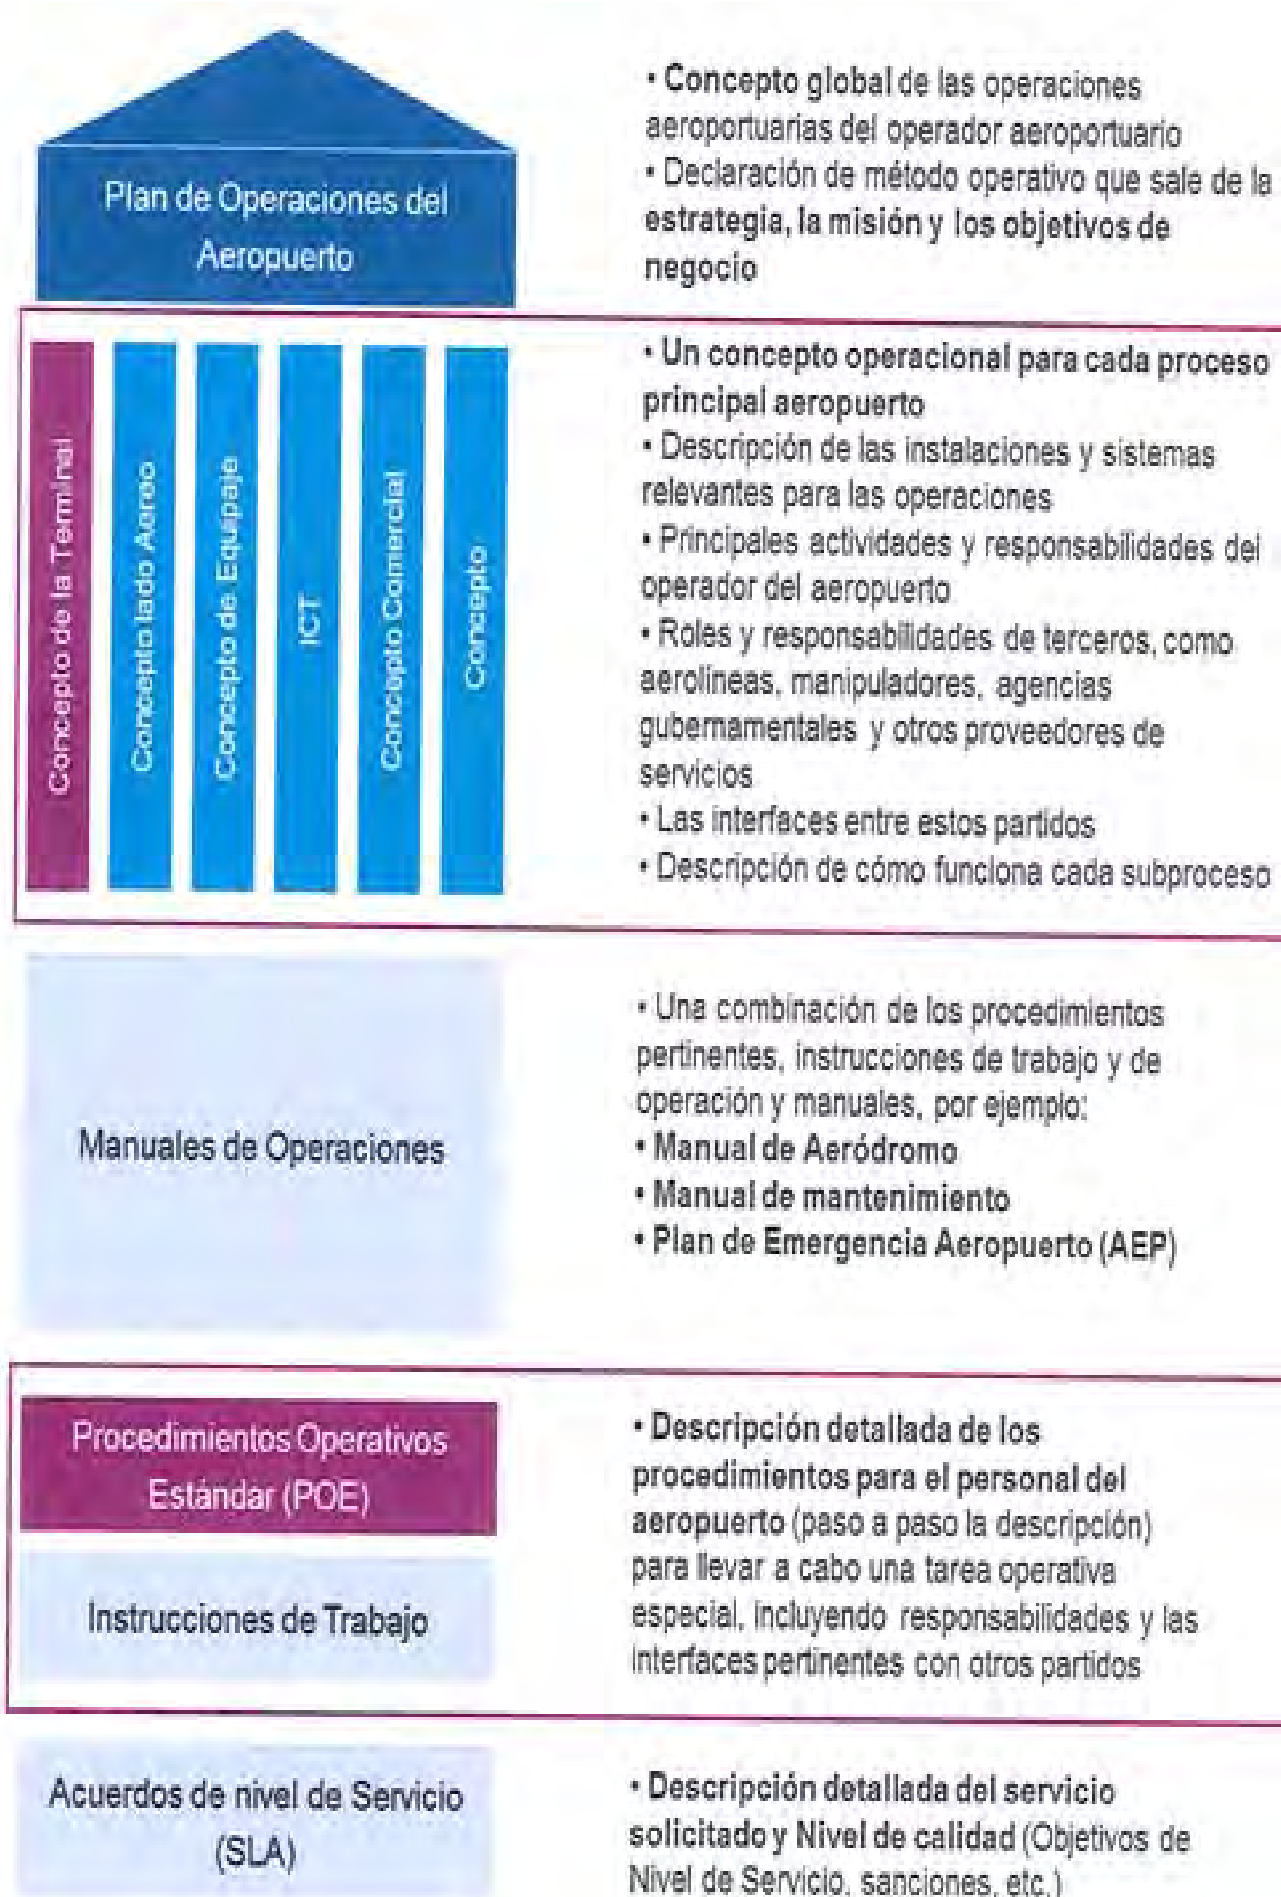 Plan de Operaciones del
Aeropuerto
• Concepto global de las operaciones
aeroportuarias del operador aeroportuario
• Declaración de método operativo que sale de la
estrategia, la misión y los objetivos de
negocio
Concepto de la Terminal
Concepto lado Aereo
Concepto de Equipaje
ICT
Concepto Comercial
Concepto
• Un concepto operacional para cada proceso
principal aeropuerto
• Descripción de las instalaciones y sistemas
relevantes para las operaciones
• Principales actividades y responsabilidades del
operador del aeropuerto
• Roles y responsabilidades de terceros, como
aerolineas, manipuladores, agencias
gubernamentales y otros proveedores de
servicios
• Las interfaces entre estos partidos
• Descripción de cómo funciona cada subproceso
Manuales de Operaciones
• Una combinación de los procedimientos
pertinentes, instrucciones de trabajo y de
operación y manuales, por ejemplo:
• Manual de Aeródromo
• Manual de mantenimiento
• Plan de Emergencia Aeropuerto (AEP)
Procedimientos Operativos
Estándar (POE)
Instrucciones de Trabajo
• Descripción detallada de los
procedimientos para el personal del
aeropuerto (paso a paso la descripción)
para llevar a cabo una tarea operativa
especial, incluyendo responsabilidades y las
interfaces pertinentes con otros partidos
Acuerdos de nivel de Servicio
(SLA)
• Descripción detallada del servicio
solicitado y Nivel de calidad (Objetivos de
Nivel de Servicio, sanciones, etc.)